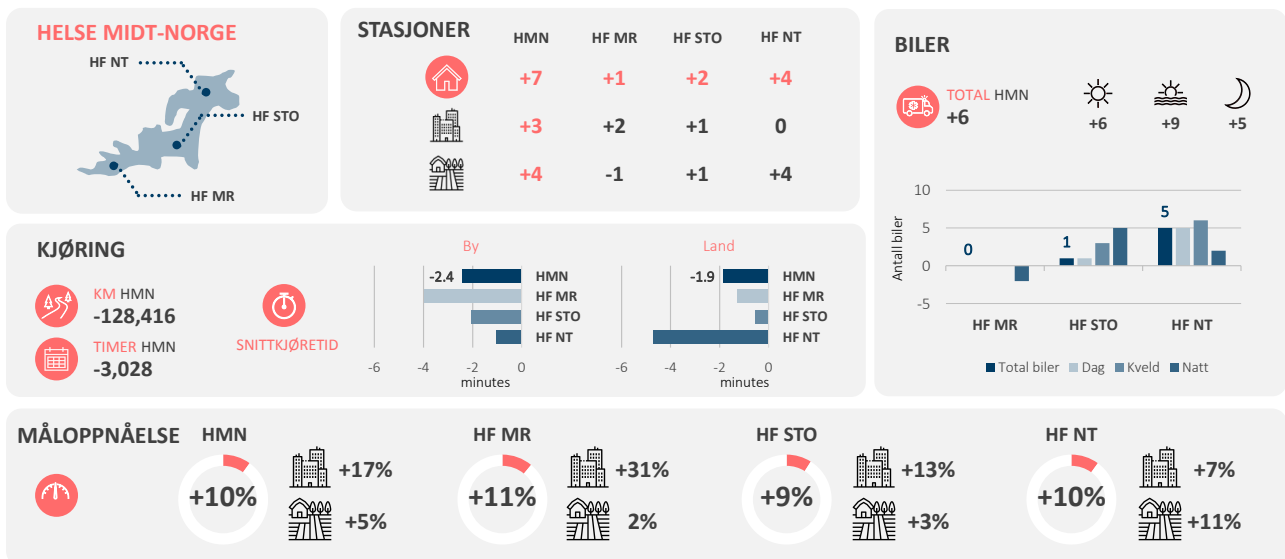 HELSE MIDT-NORGE
HF NT
HF STO
HF MR
STASJONER
HMN HF MR HF STO HF NT
+7 +1 +2 +4
+3 +2 +1 0
+4 -1 +1 +4
BILER
TOTAL HMN
+6
+6 +9 +5
Antall biler
10
5
0
-5
0
1
5
HF MR HF STO HF NT
Total biler Dag Kveld Natt
KJØRING
KM HMN
-128,416
TIMER HMN
-3,028
SNITTKJØRETID
By
-2.4
HMN
HF MR
HF STO
HF NT
-6 -4 -2 0
minutes
Land
-1.9
HMN
HF MR
HF STO
HF NT
-6 -4 -2 0
minutes
MÅLOPPNÅELSE
HMN
+10%
+17%
+5%
HF MR
+11%
+31%
2%
HF STO
+9%
+13%
+3%
HF NT
+10%
+7%
+11%